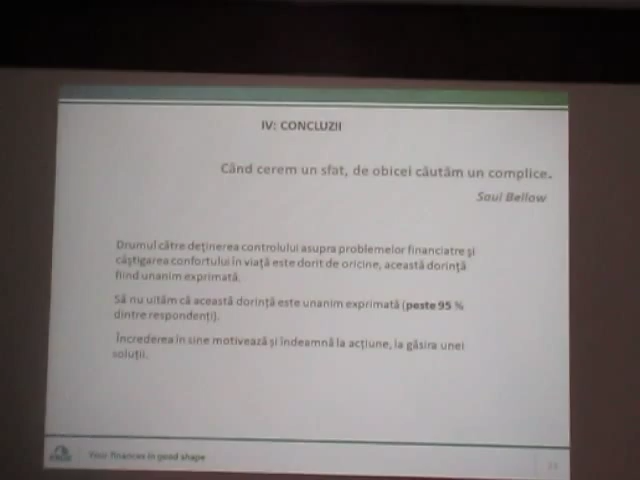 IV: CONCLUZII
Când cerem un sfat, de obicei căutăm un complice.
Saul Bellow
Drumul către deținerea controlului asupra problemelor financiatre și
câștigarea confortului în viață este dorit de oricine, această dorință
fiind unanim exprimată.
Să nu uităm că această dorință este unanim exprimată (peste 95 %
dintre respondenți).
Încrederea în sine motivează și îndeamnă la acțiune, la găsira unei
soluții.
Your finances in good shape